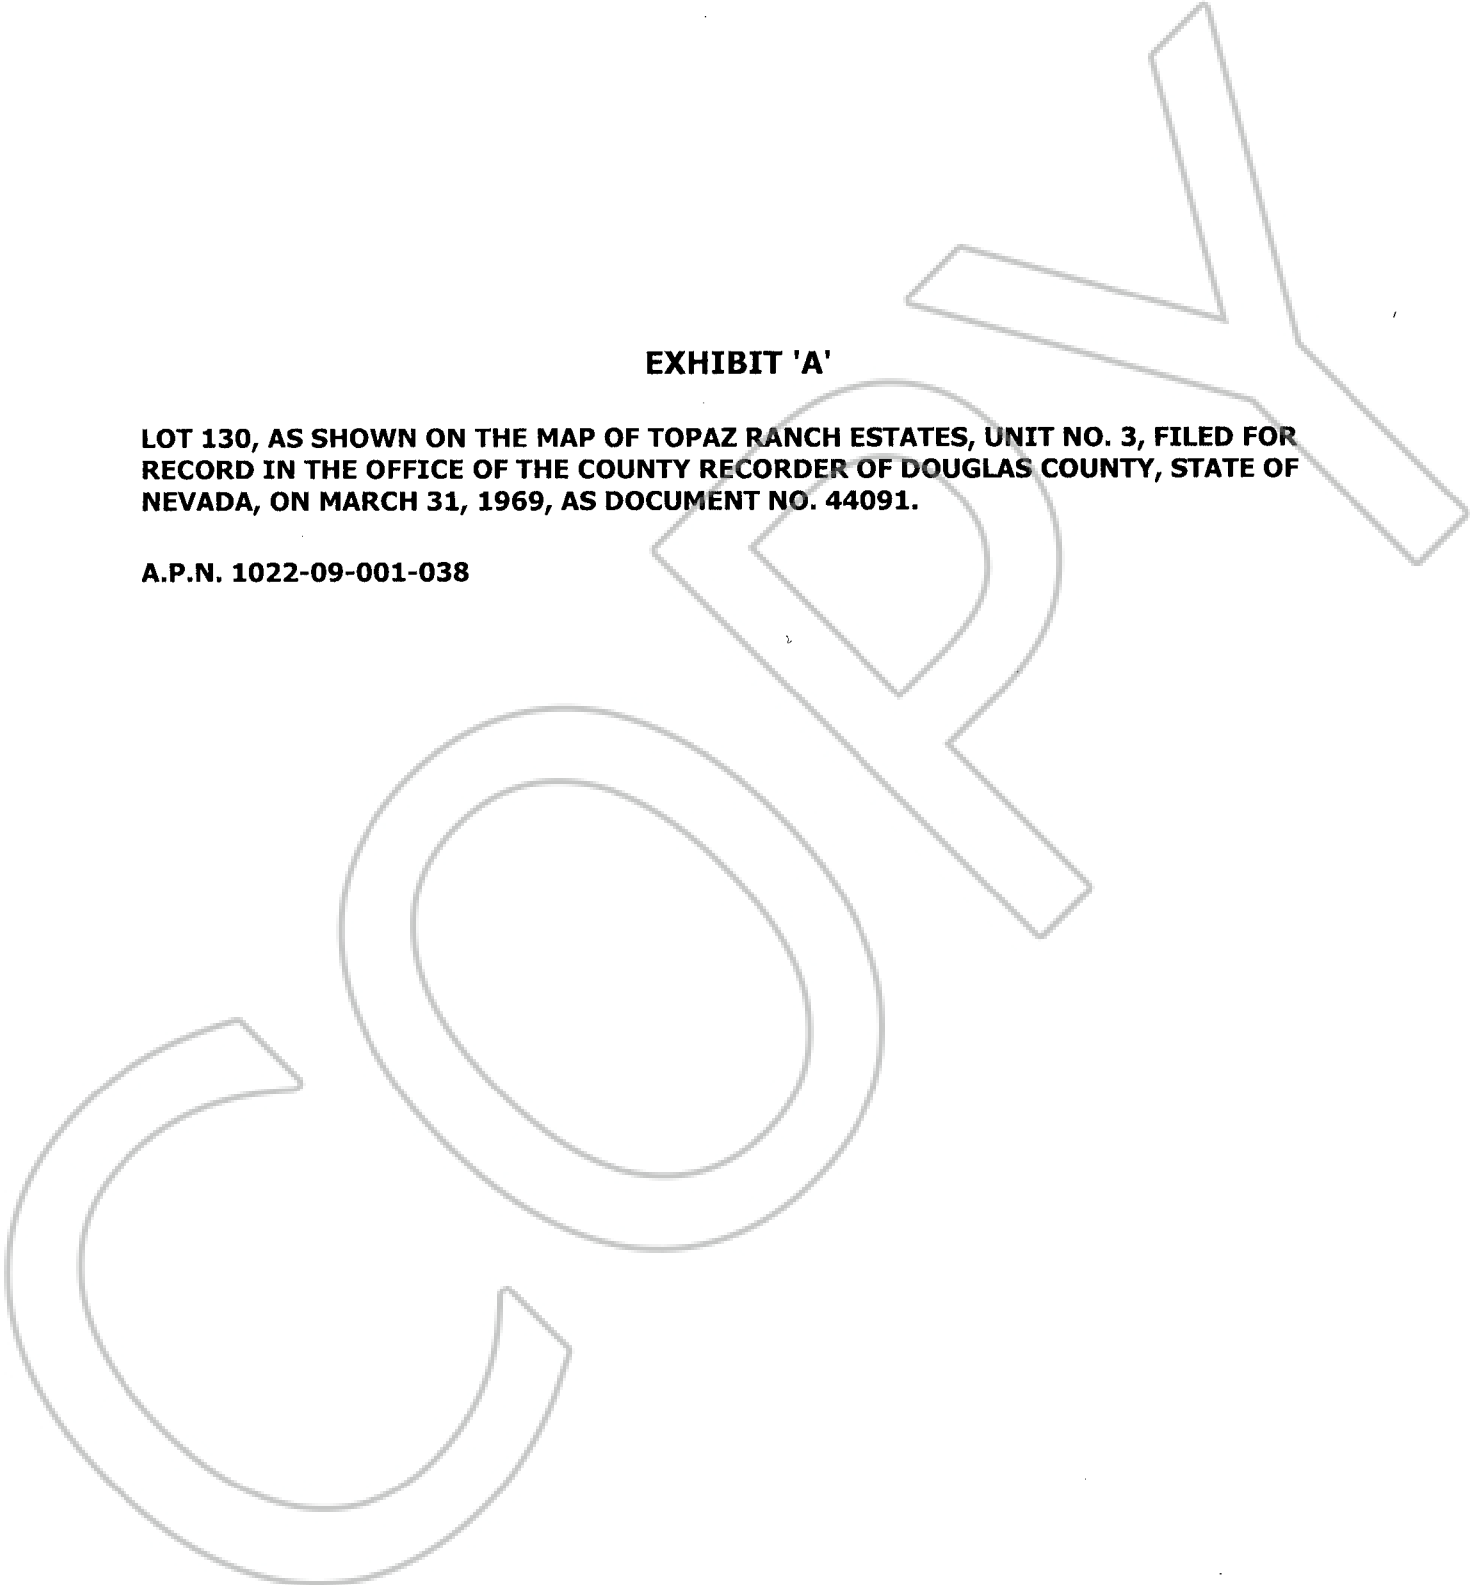 EXHIBIT 'A'
LOT 130, AS SHOWN ON THE MAP OF TOPAZ RANCH ESTATES, UNIT NO. 3, FILED FOR
RECORD IN THE OFFICE OF THE COUNTY RECORDER OF DOUGLAS COUNTY, STATE OF
NEVADA, ON MARCH 31, 1969, AS DOCUMENT NO. 44091.
A.P.N. 1022-09-001-038
COPY